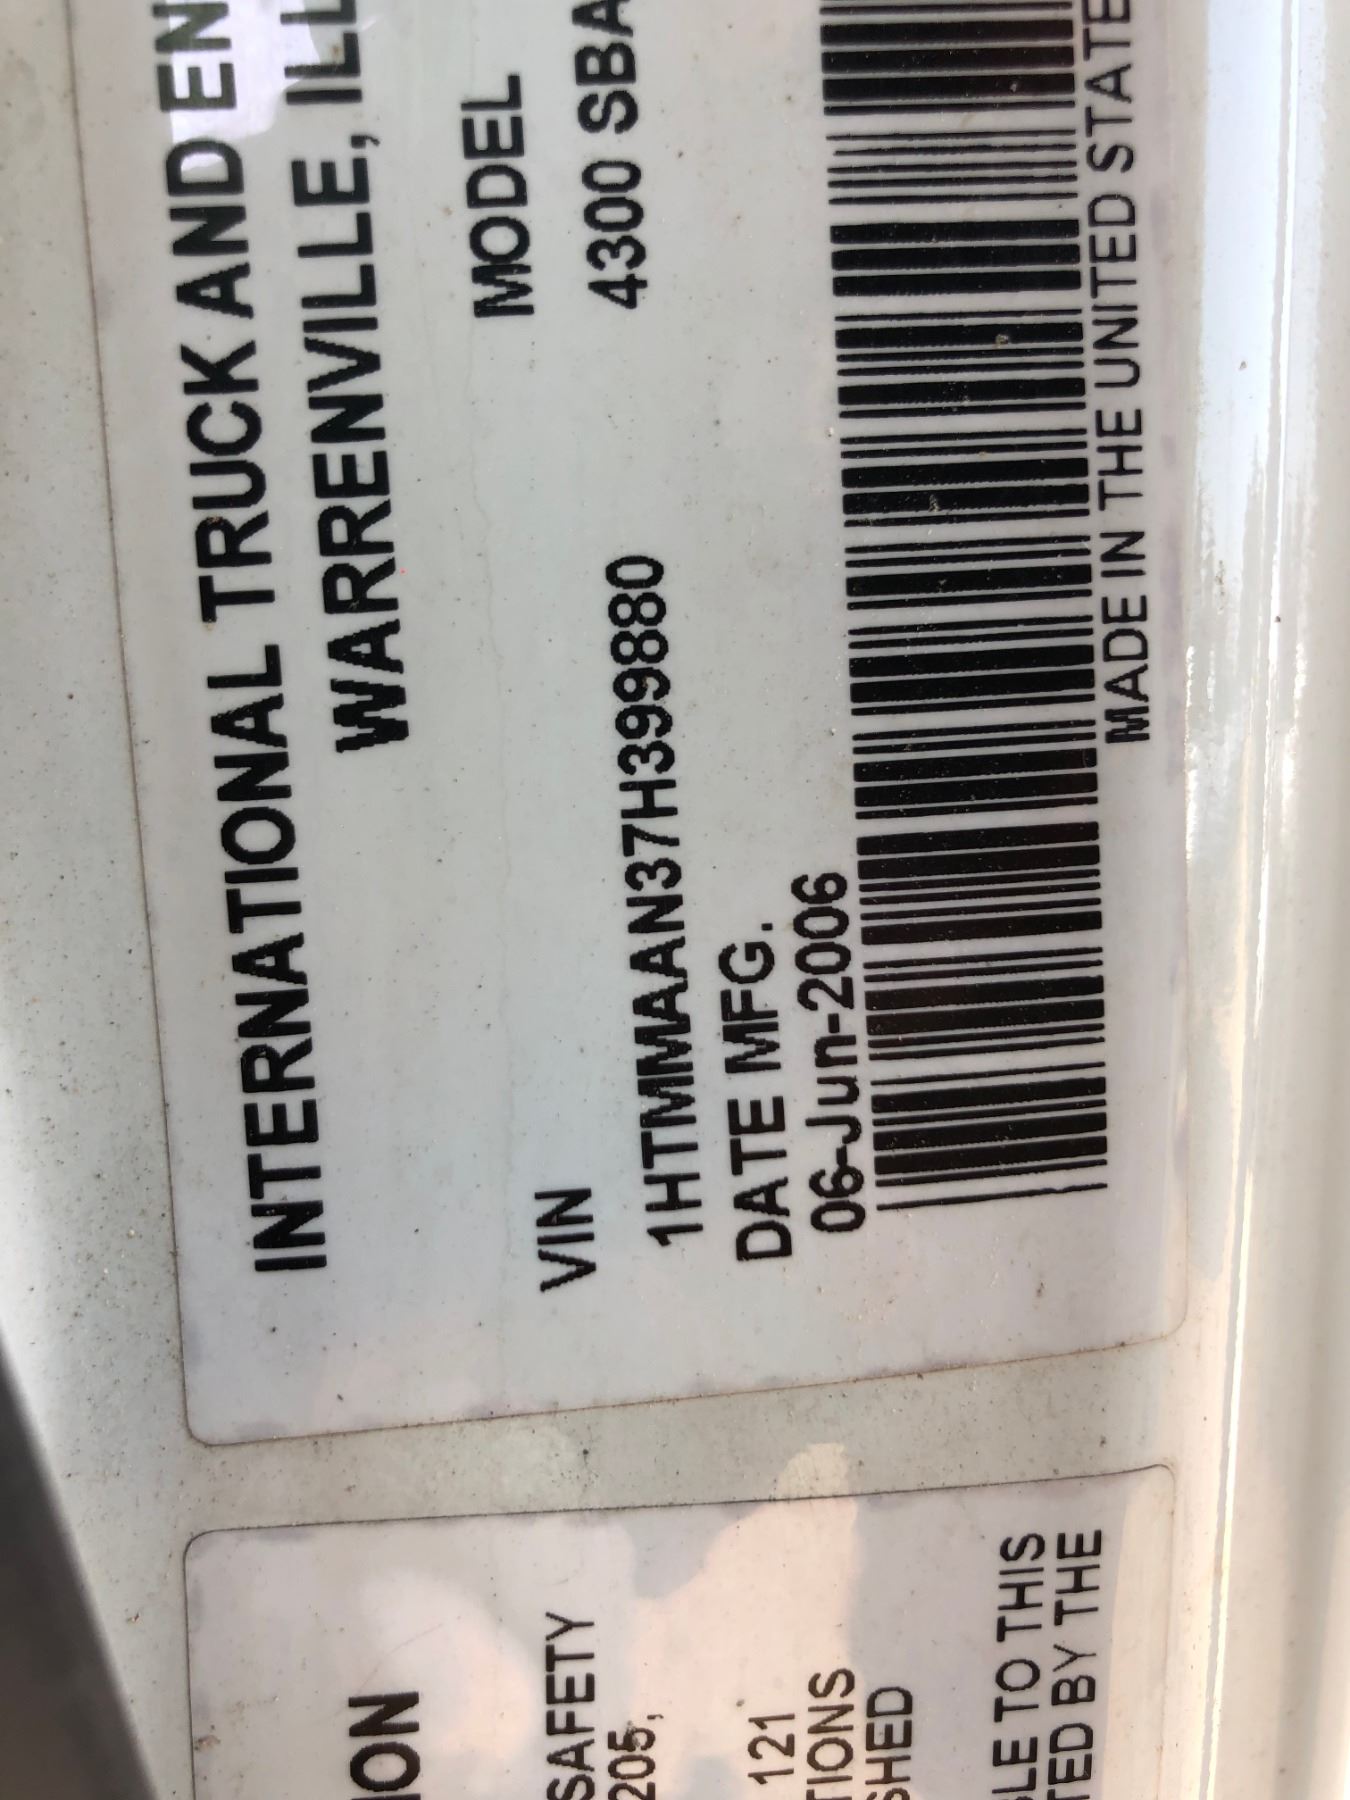 INTERNATIONAL TRUCK AND EN
WARRENVILLE, ILL
MODEL
4300 SBA
VIN
1HTMMAAN37H399880
DATE MFG.
06-Jun-2006
MADE IN THE UNITED STATE
ION
SAFETY
205,
121
TIONS
SHED
LE TO THIS
TED BY THE